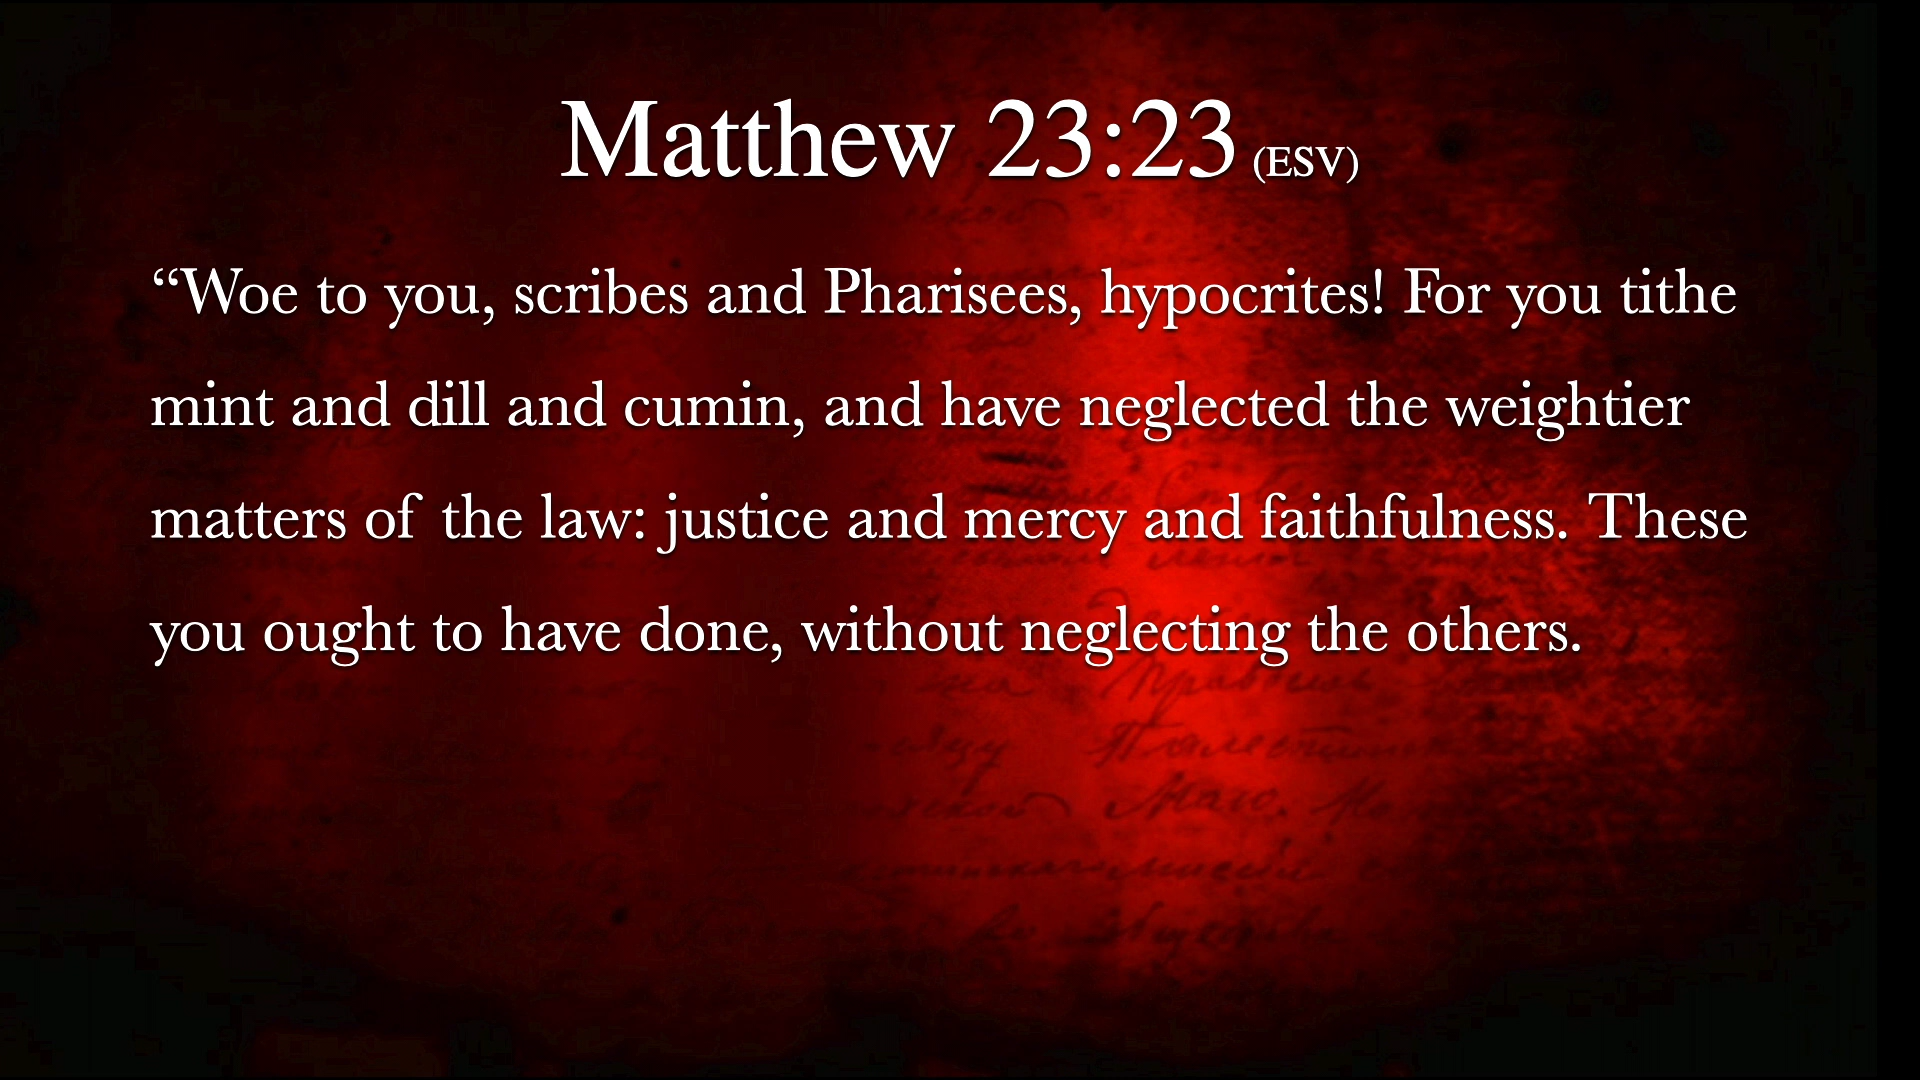 Matthew 23:23 (ESV)
“Woe to you, scribes and Pharisees, hypocrites! For you tithe
mint and dill and cumin, and have neglected the weightier
matters of the law: justice and mercy and faithfulness. These
you ought to have done, without neglecting the others.